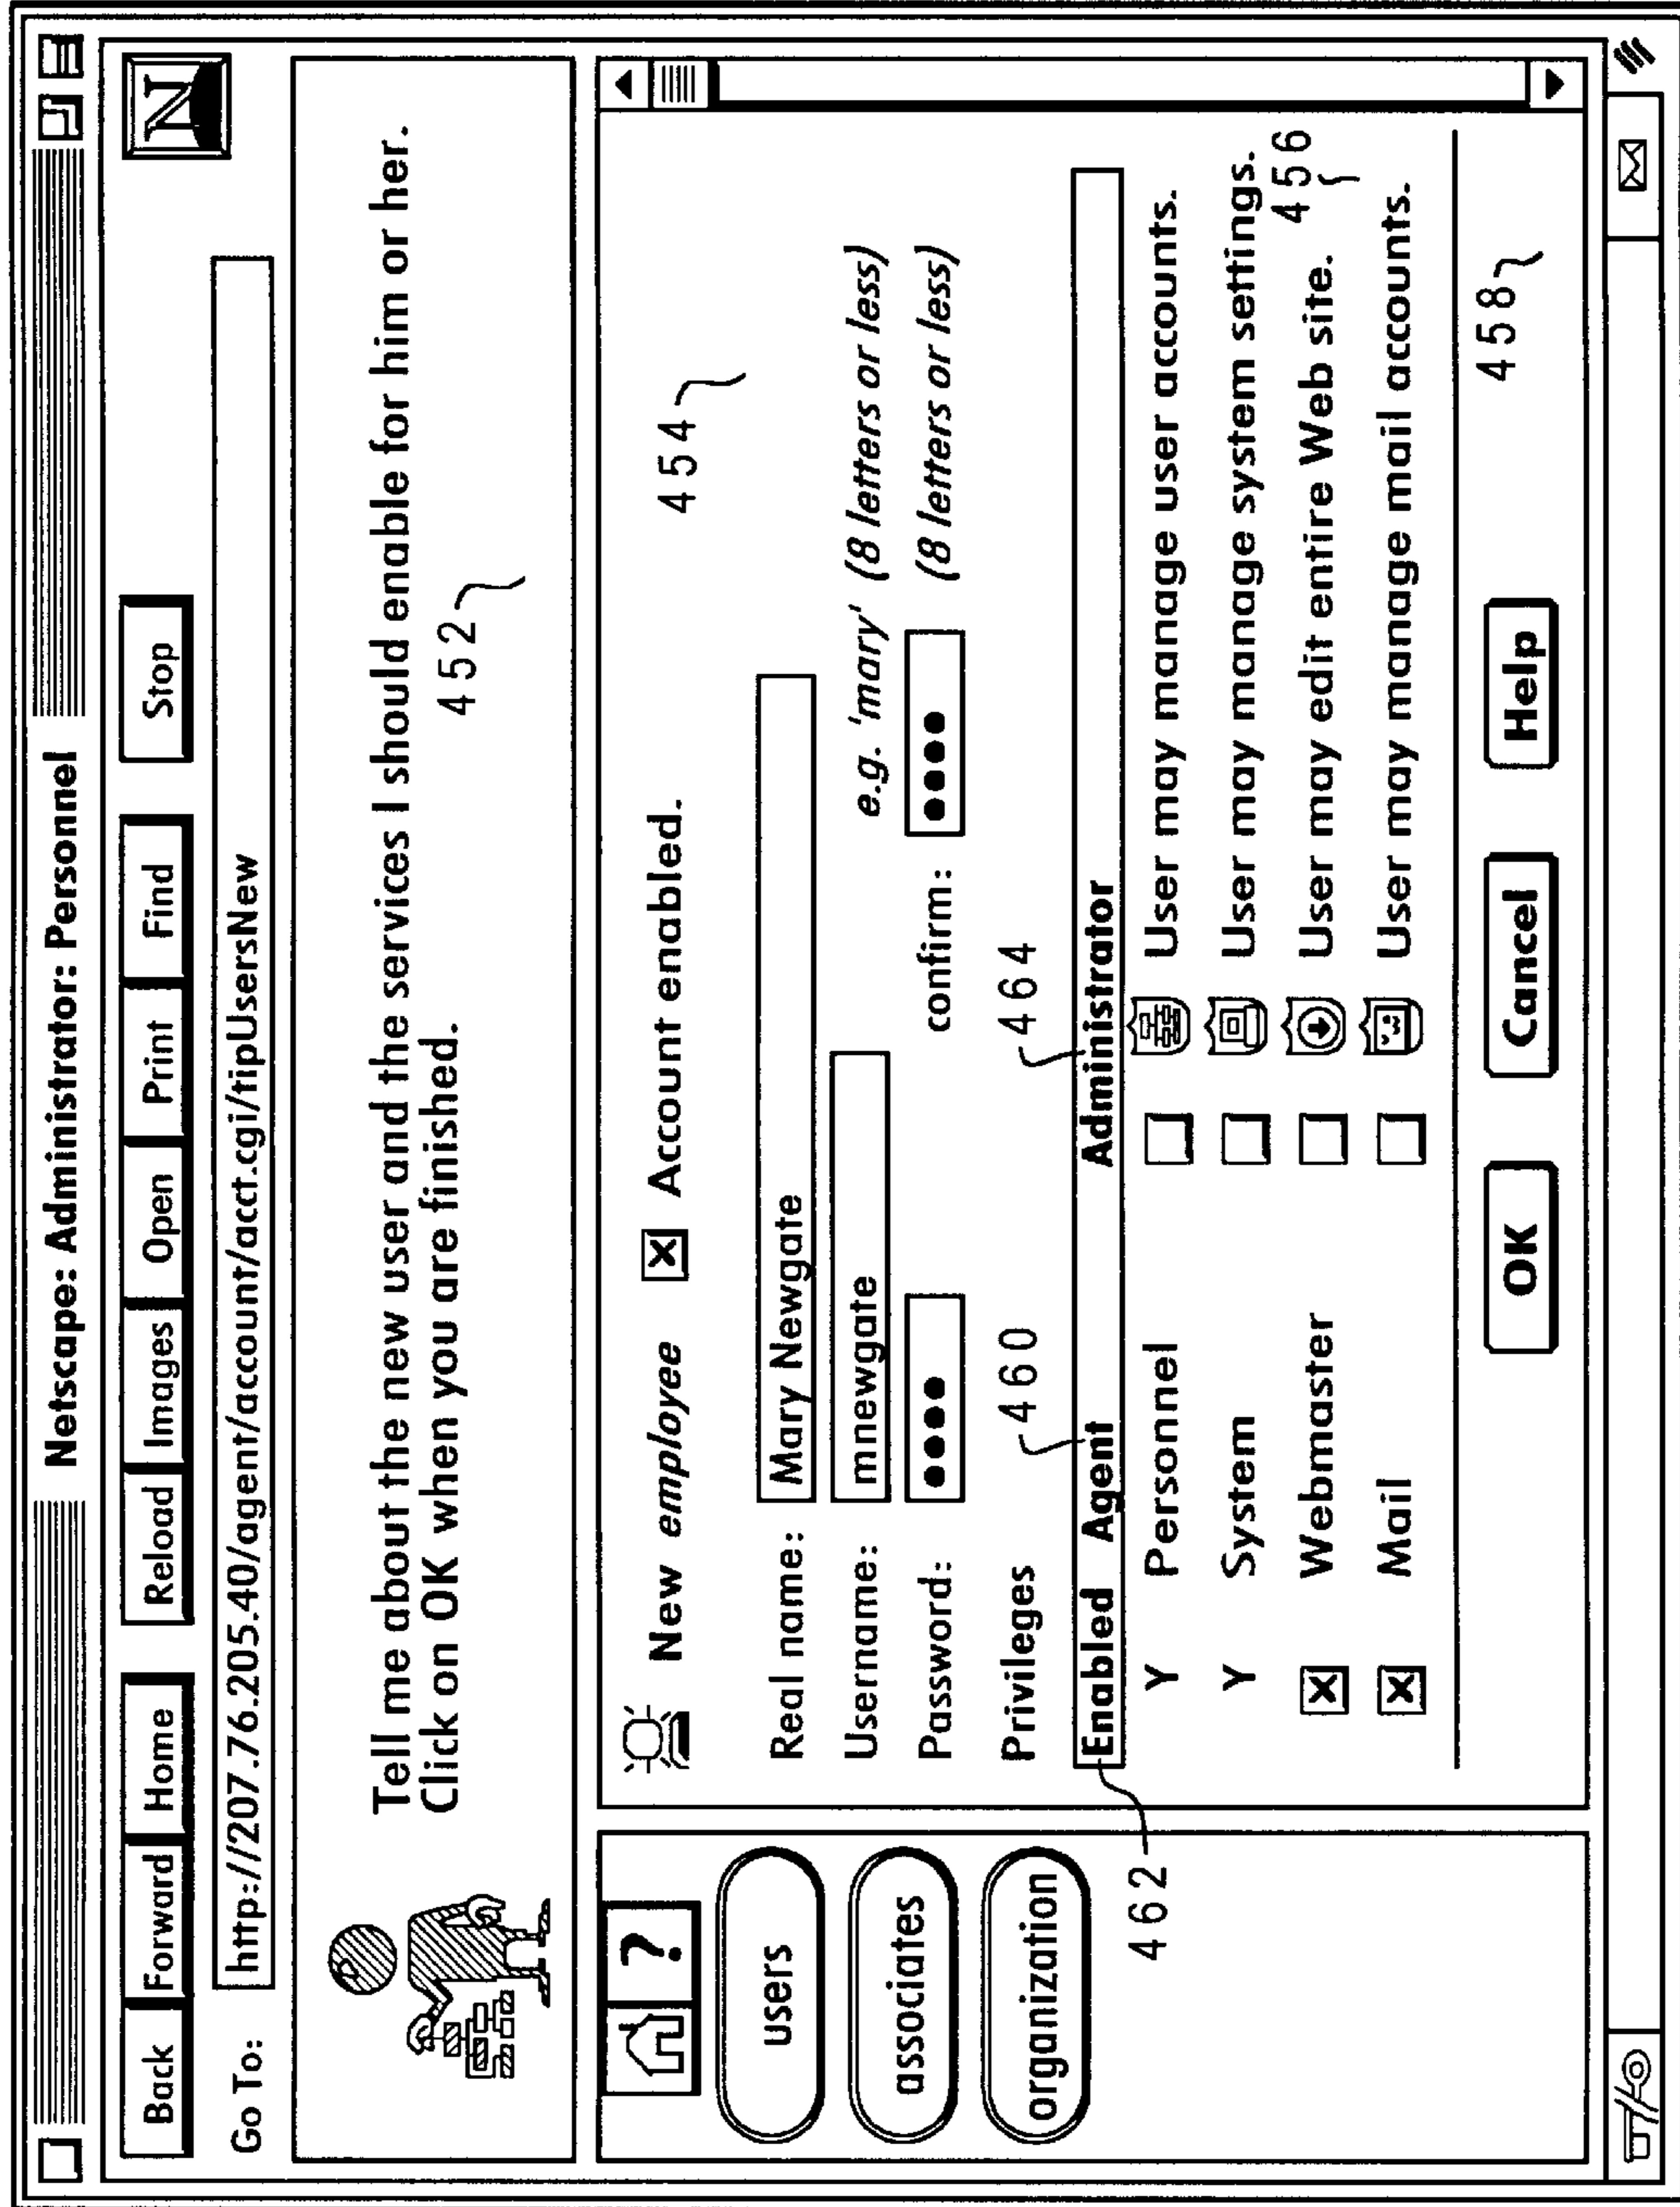 Netscape: Administrator: Personnel
Back Forward Home Reload Images Open Print Find Stop
N
Go To: http://207.76.205.40/agent/account/acct.cgi/tipUsersNew
Tell me about the new user and the services I should enable for him or her.
Click on OK when you are finished.
452
?
users
associates
organization
New employee X Account enabled.
454
Real name: Mary Newgate
Username: mnewgate e.g. 'mary' (8 letters or less)
Password: •••• confirm: •••• (8 letters or less)
Privileges 460 464
462
Enabled Agent Administrator
Y Personnel User may manage user accounts.
Y System User may manage system settings.
X Webmaster User may edit entire Web site. 456
X Mail User may manage mail accounts.
OK Cancel Help 458